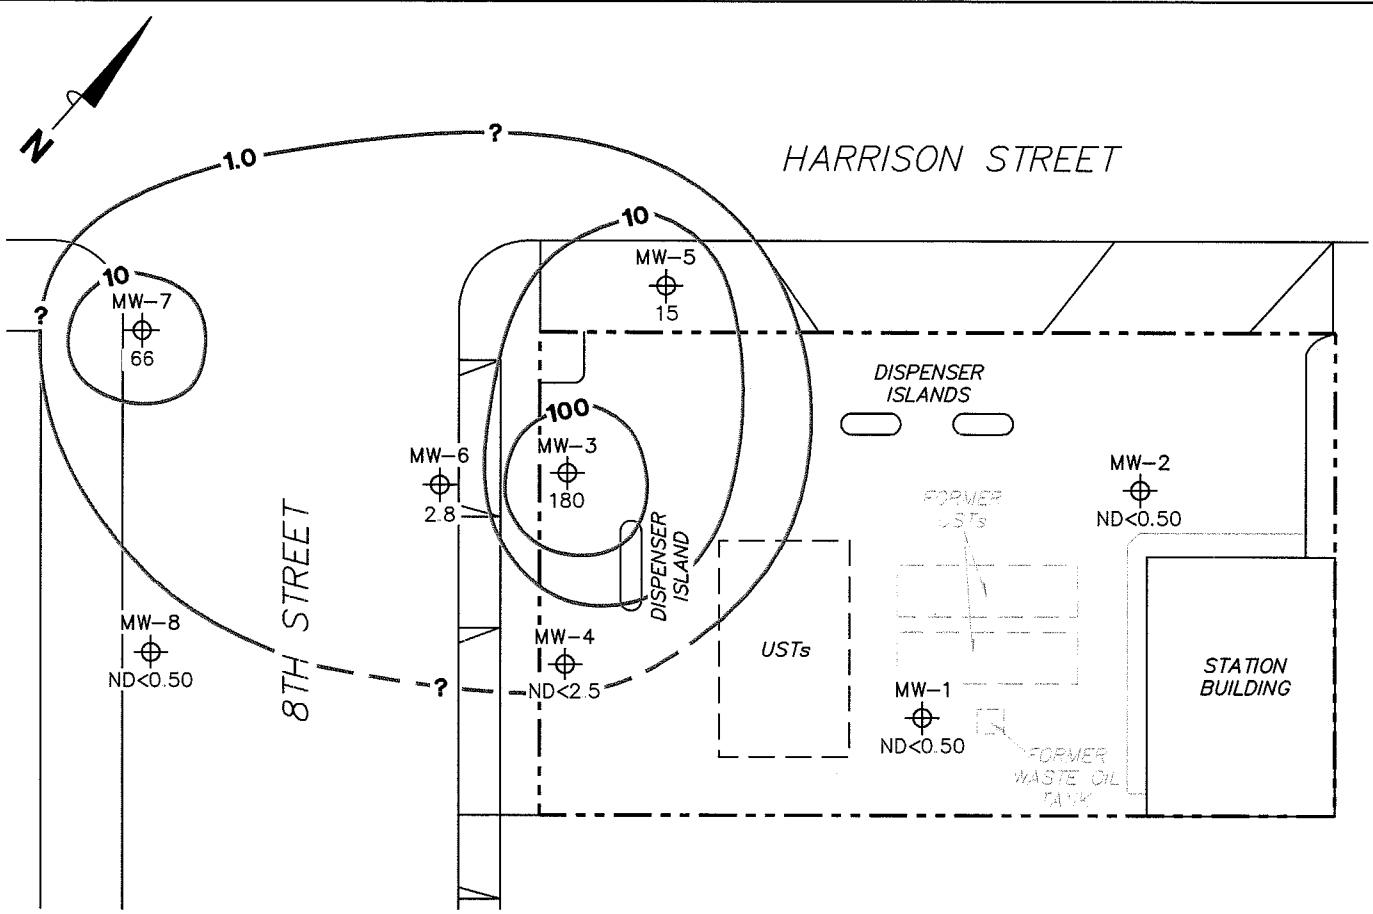 N
?
1.0
HARRISON STREET
10
MW-5
15
10
MW-7
66
?
DISPENSER
ISLANDS
100
MW-3
180
MW-6
2.8
MW-2
ND<0.50
FORMER
USTs
8TH STREET
DISPENSER
ISLAND
MW-8
ND<0.50
MW-4
ND<2.5
?
USTs
STATION
BUILDING
MW-1
ND<0.50
FORMER
WASTE OIL
TANK